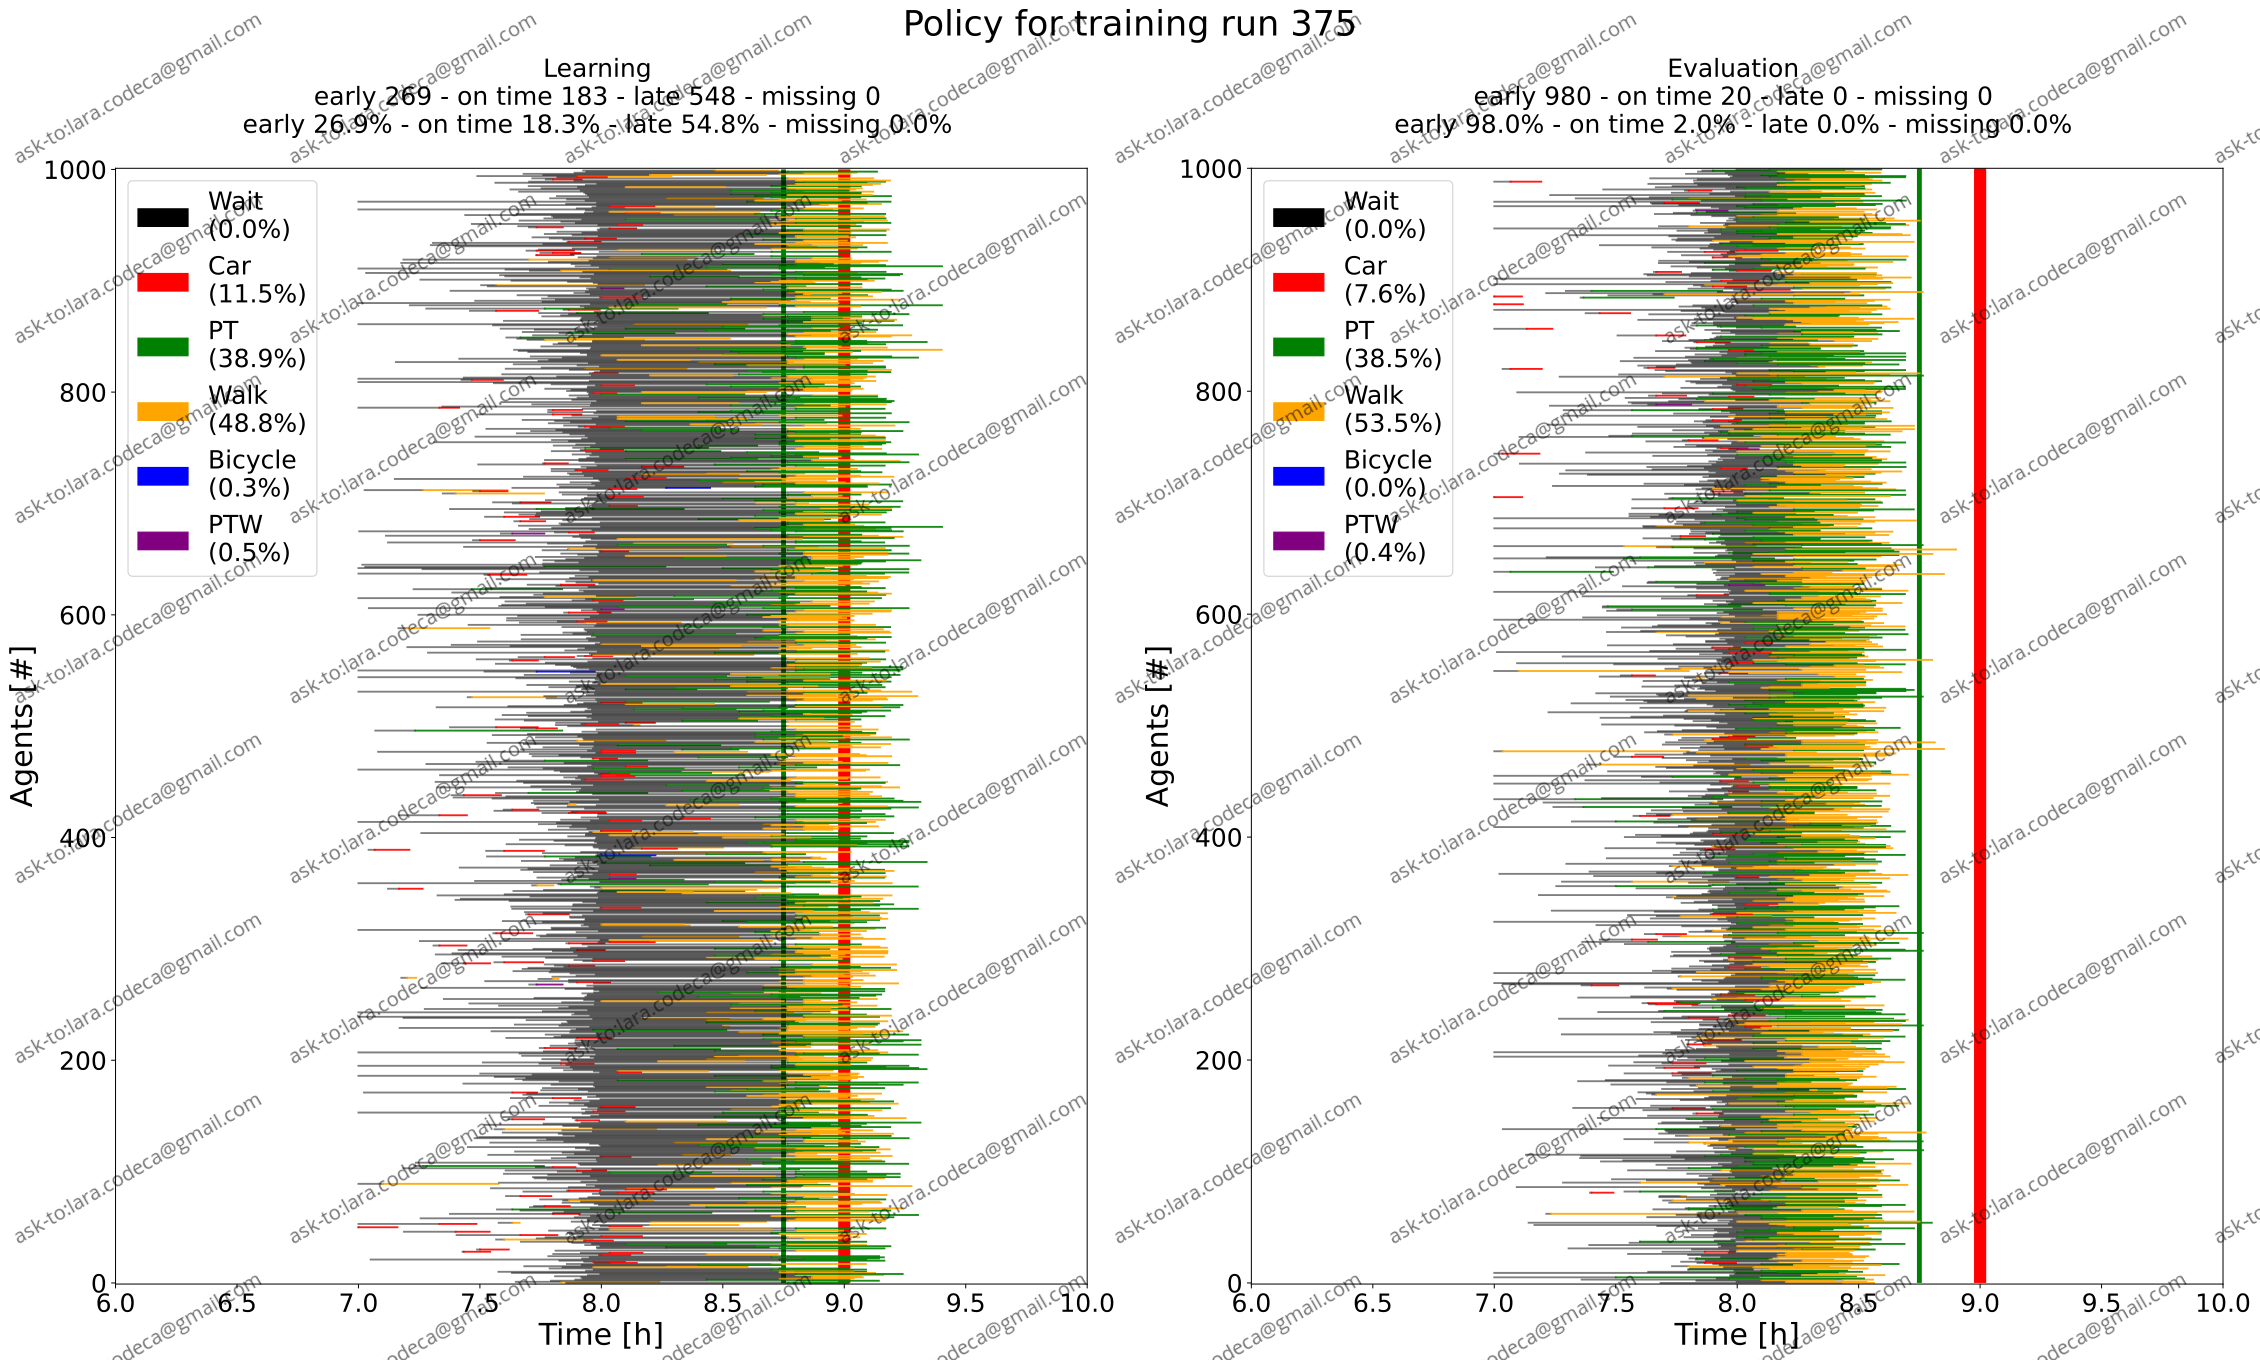 Policy for training run 375
Learning
early 269 - on time 183 - late 548 - missing 0
early 26.9% - on time 18.3% - late 54.8% - missing 0.0%
1000
800
600
400
200
0
Agents [#]
Wait
(0.0%)
Car
(11.5%)
PT
(38.9%)
Walk
(48.8%)
Bicycle
(0.3%)
PTW
(0.5%)
6.0 6.5 7.0 7.5 8.0 8.5 9.0 9.5 10.0
Time [h]
Evaluation
early 980 - on time 20 - late 0 - missing 0
early 98.0% - on time 2.0% - late 0.0% - missing 0.0%
1000
800
600
400
200
0
Agents [#]
Wait
(0.0%)
Car
(7.6%)
PT
(38.5%)
Walk
(53.5%)
Bicycle
(0.0%)
PTW
(0.4%)
6.0 6.5 7.0 7.5 8.0 8.5 9.0 9.5 10.0
Time [h]
ask-to:lara.codeca@gmail.com